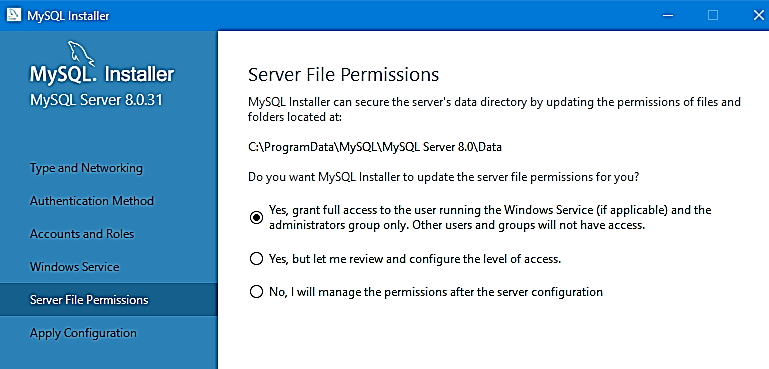 MySQL Installer
MySQL. Installer
MySQL Server 8.0.31
Type and Networking
Authentication Method
Accounts and Roles
Windows Service
Server File Permissions
Apply Configuration
Server File Permissions
MySQL Installer can secure the server's data directory by updating the permissions of files and
folders located at:
C:\ProgramData\MySQL\MySQL Server 8.0\Data
Do you want MySQL Installer to update the server file permissions for you?
Yes, grant full access to the user running the Windows Service (if applicable) and the
administrators group only. Other users and groups will not have access.
Yes, but let me review and configure the level of access.
No, I will manage the permissions after the server configuration